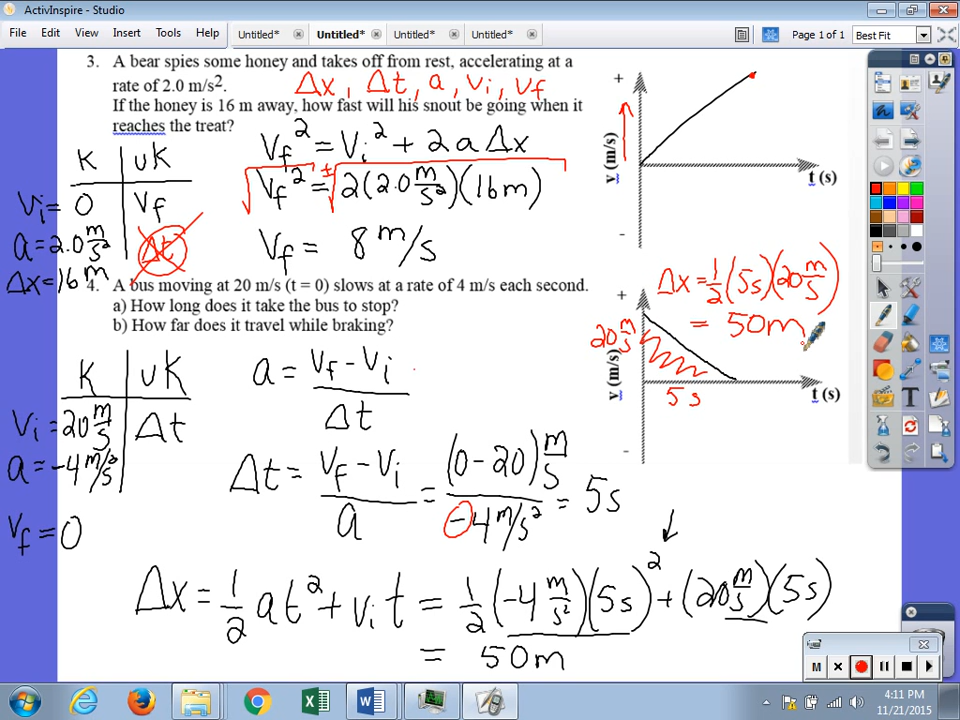 ActivInspire - Studio
File Edit View Insert Tools Help Untitled* Untitled* Untitled* Untitled* Page 1 of 1 Best Fit
3. A bear spies some honey and takes off from rest, accelerating at a
rate of 2.0 m/s2.
Δx, Δt, a, Vi, Vf
If the honey is 16 m away, how fast will his snout be going when it
reaches the treat?
K uK
Vi = 0 Vf
a = 2.0 m/s² Δt
Δx = 16 m
Vf² = Vi² + 2aΔx
Vf² = ± 2(2.0 m/s²)(16m)
Vf = 8 m/s
+
v (m/s)
t (s)
-
4. A bus moving at 20 m/s (t = 0) slows at a rate of 4 m/s each second.
a) How long does it take the bus to stop?
b) How far does it travel while braking?
K uK
Vi = 20 m/s Δt
a = -4 m/s²
Vf = 0
a = Vf - Vi / Δt
Δt = Vf - Vi / a = (0 - 20) m/s / -4 m/s² = 5s
Δx = 1/2 (5s)(20 m/s)
= 50m
+
20 m/s
v (m/s)
5 s
t (s)
-
Δx = 1/2 at² + Vi t = 1/2 (-4 m/s²)(5s)² + (20 m/s)(5s)
= 50m
M
M
4:11 PM
11/21/2015